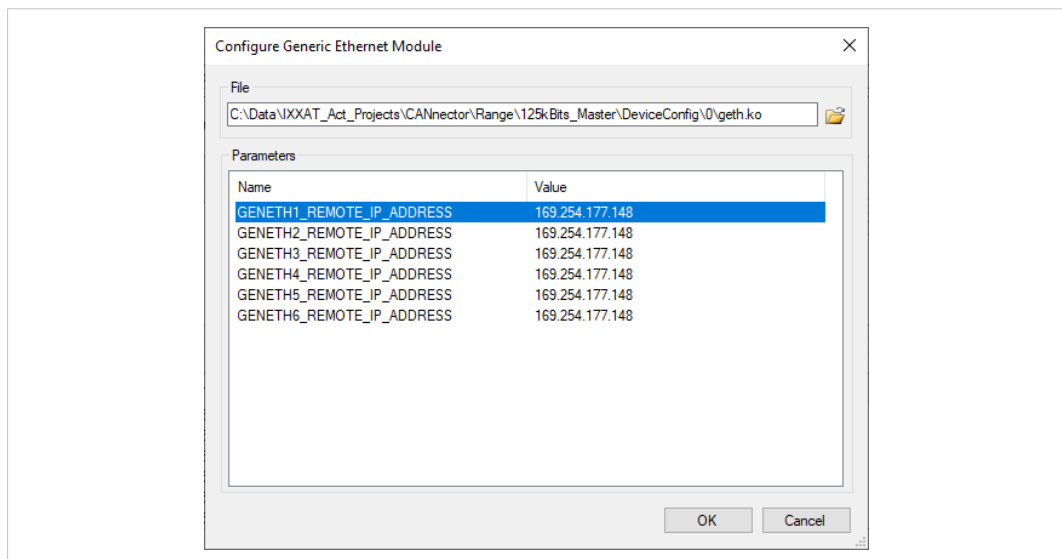 Configure Generic Ethernet Module
File
C:\Data\IXXAT_Act_Projects\CANnector\Range\125kBits_Master\DeviceConfig\0\geth.ko
Parameters
Name Value
GENETH1_REMOTE_IP_ADDRESS 169.254.177.148
GENETH2_REMOTE_IP_ADDRESS 169.254.177.148
GENETH3_REMOTE_IP_ADDRESS 169.254.177.148
GENETH4_REMOTE_IP_ADDRESS 169.254.177.148
GENETH5_REMOTE_IP_ADDRESS 169.254.177.148
GENETH6_REMOTE_IP_ADDRESS 169.254.177.148
OK Cancel